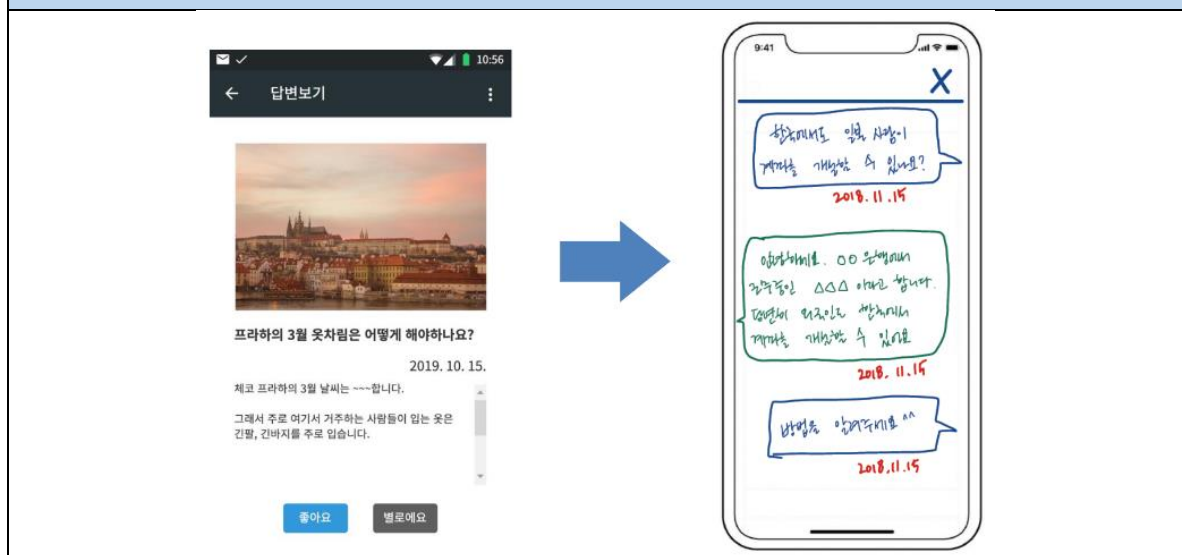 10:56
답변보기
프라하의 3월 옷차림은 어떻게 해야하나요?
2019. 10. 15.
체코 프라하의 3월 날씨는 ~~~합니다.
그래서 주로 여기서 거주하는 사람들이 입는 옷은
긴팔, 긴바지를 주로 입습니다.
좋아요
별로에요
9:41
X
한국에서도 일본 사람이
계좌를 개설할 수 있나요?
2018.11.15
안녕하세요. OO 은행에서
근무중인 △△△ 이라고 합니다.
당연히 외국인도 한국에서
계좌를 개설할 수 있어요
2018.11.15
방법을 알려주세요^^
2018.11.15